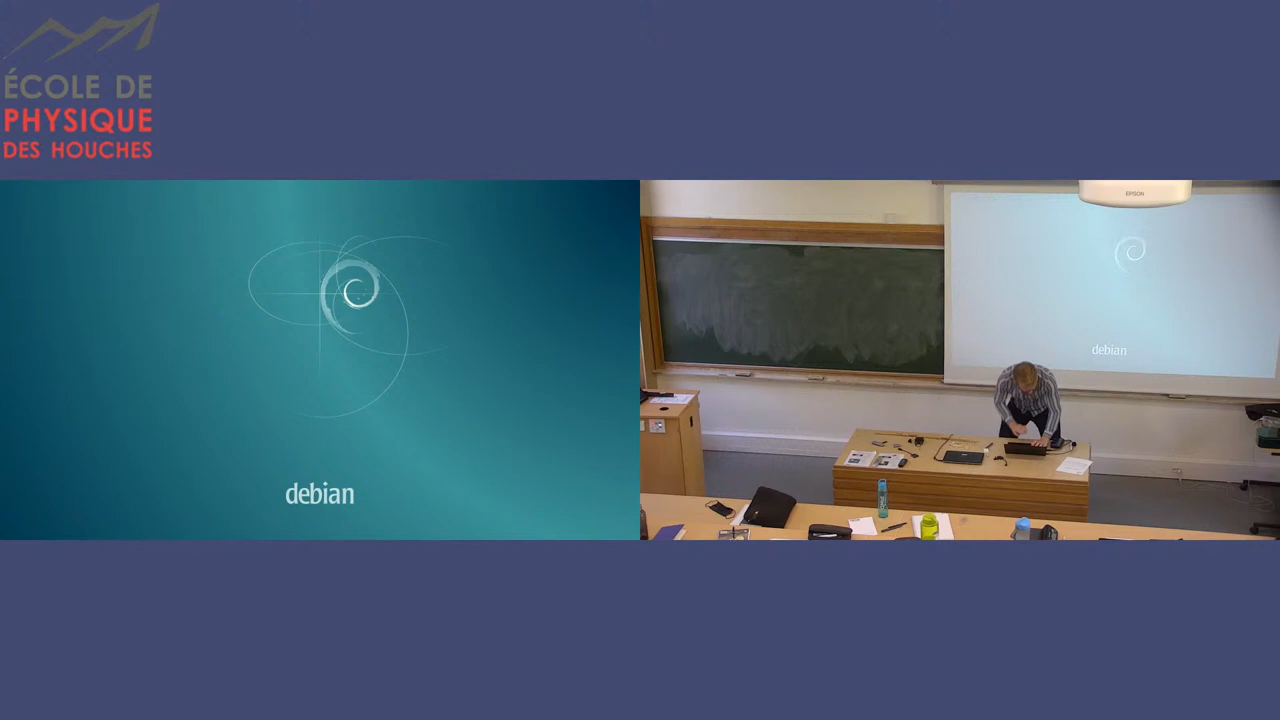 ÉCOLE DE
PHYSIQUE
DES HOUCHES
debian
EPSON
debian